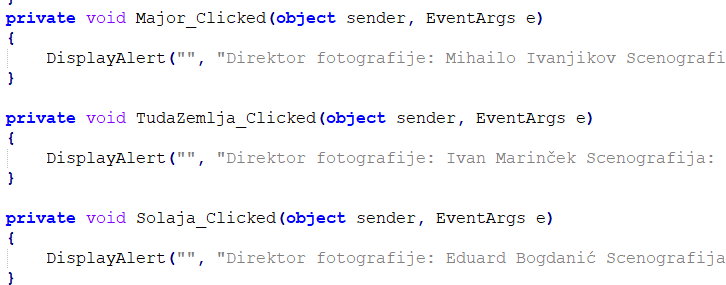 }
private void Major_Clicked(object sender, EventArgs e)
{
DisplayAlert("", "Direktor fotografije: Mihailo Ivanjikov Scenografi
}
private void TudaZemlja_Clicked(object sender, EventArgs e)
{
DisplayAlert("", "Direktor fotografije: Ivan Marinček Scenografija:
}
private void Solaja_Clicked(object sender, EventArgs e)
{
DisplayAlert("", "Direktor fotografije: Eduard Bogdanić Scenografija
}